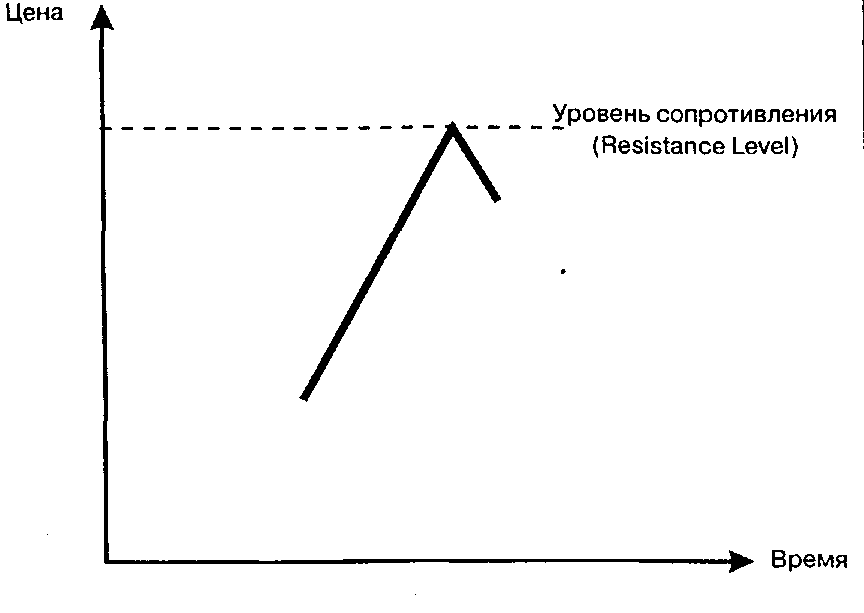 Цена
Уровень сопротивления
(Resistance Level)
Время